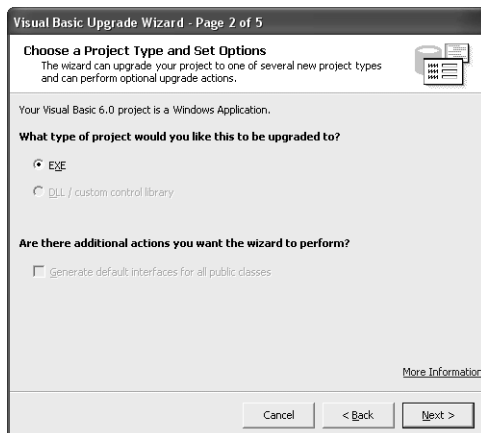 Visual Basic Upgrade Wizard - Page 2 of 5
Choose a Project Type and Set Options
The wizard can upgrade your project to one of several new project types
and can perform optional upgrade actions.
Your Visual Basic 6.0 project is a Windows Application.
What type of project would you like this to be upgraded to?
EXE
DLL / custom control library
Are there additional actions you want the wizard to perform?
Generate default interfaces for all public classes
More Information
Cancel
< Back
Next >